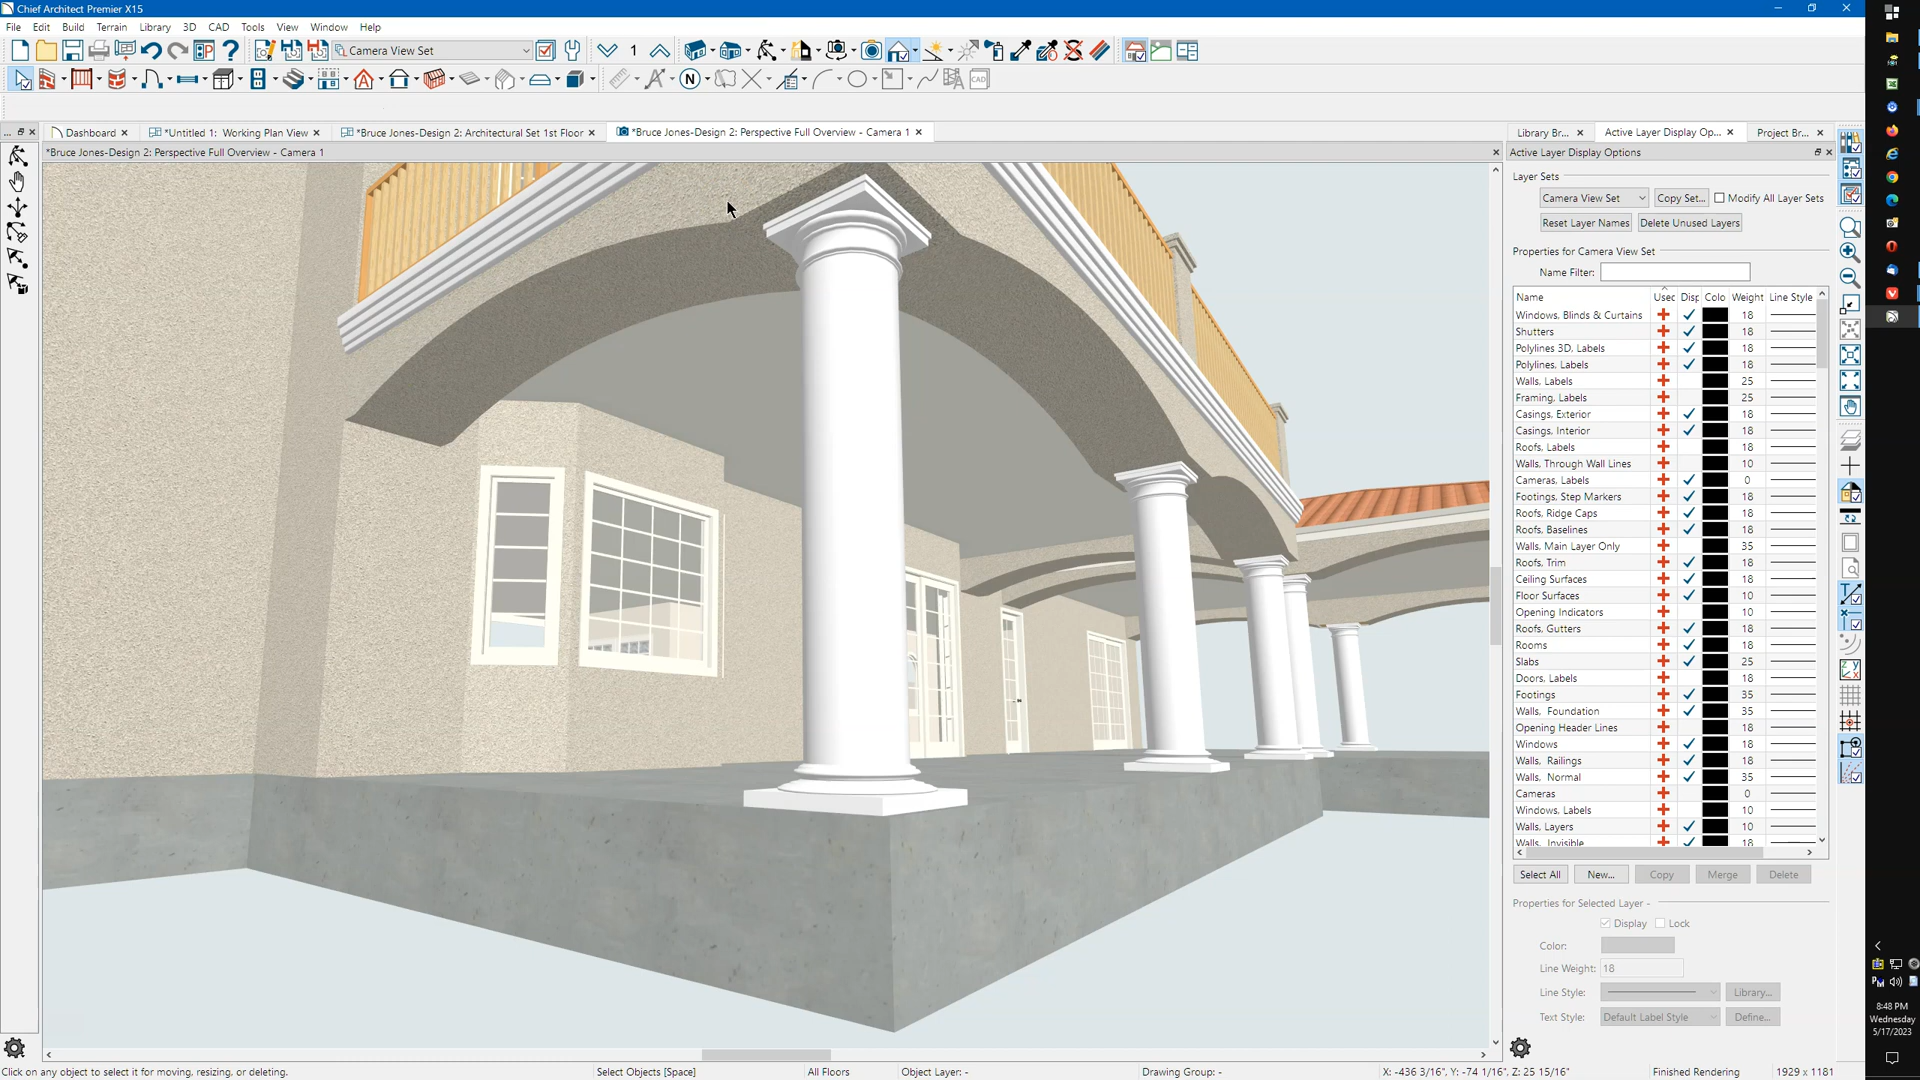 Chief Architect Premier X15
File Edit Build Terrain Library 3D CAD Tools View Window Help
Camera View Set
1
N
CAD
... Dashboard
*Untitled 1: Working Plan View
*Bruce Jones-Design 2: Architectural Set 1st Floor
*Bruce Jones-Design 2: Perspective Full Overview - Camera 1
Library Br...
Active Layer Display Op...
Project Br...
*Bruce Jones-Design 2: Perspective Full Overview - Camera 1
Active Layer Display Options
Layer Sets
Camera View Set
Copy Set...
Modify All Layer Sets
Reset Layer Names
Delete Unused Layers
Properties for Camera View Set
Name Filter:
Name Usec Disp Colo Weight Line Style
Windows, Blinds & Curtains 18
Shutters 18
Polylines 3D, Labels 18
Polylines, Labels 18
Walls, Labels 25
Framing, Labels 25
Casings, Exterior 18
Casings, Interior 18
Roofs, Labels 18
Walls, Through Wall Lines 10
Cameras, Labels 0
Footings, Step Markers 18
Roofs, Ridge Caps 18
Roofs, Baselines 18
Walls, Main Layer Only 35
Roofs, Trim 18
Ceiling Surfaces 18
Floor Surfaces 10
Opening Indicators 10
Roofs, Gutters 18
Rooms 18
Slabs 25
Doors, Labels 18
Footings 35
Walls, Foundation 35
Opening Header Lines 18
Windows 18
Walls, Railings 18
Walls, Normal 35
Cameras 0
Windows, Labels 10
Walls, Layers 10
Walls, Invisible 18
Select All
New...
Copy
Merge
Delete
Properties for Selected Layer -
Display
Lock
Color:
Line Weight: 18
Line Style:
Library...
Text Style: Default Label Style
Define...
8:48 PM
Wednesday
5/17/2023
Click on any object to select it for moving, resizing, or deleting.
Select Objects [Space]
All Floors
Object Layer: -
Drawing Group: -
X: -436 3/16", Y: -74 1/16", Z: 25 15/16"
Finished Rendering
1929 x 1181